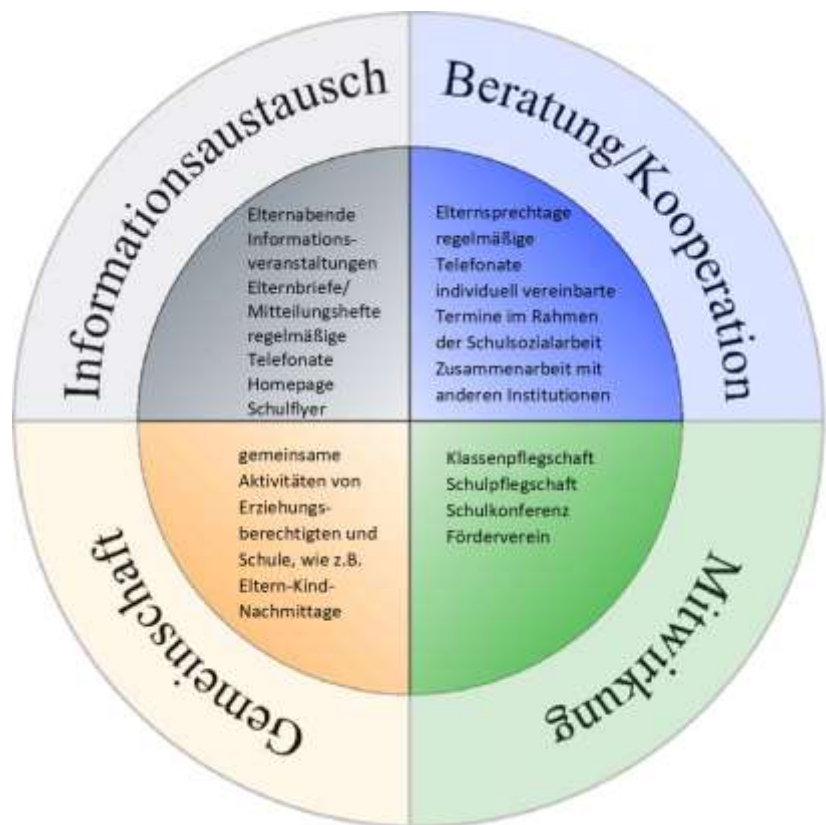 Informationsaustausch
Elternabende
Informations-
veranstaltungen
Elternbriefe/
Mitteilungshefte
regelmäßige
Telefonate
Homepage
Schulflyer
Beratung/Kooperation
Elternsprechtage
regelmäßige
Telefonate
individuell vereinbarte
Termine im Rahmen
der Schulsozialarbeit
Zusammenarbeit mit
anderen Institutionen
Gemeinschaft
gemeinsame
Aktivitäten von
Erziehungs-
berechtigten und
Schule, wie z.B.
Eltern-Kind-
Nachmittage
Mitwirkung
Klassenpflegschaft
Schulpflegschaft
Schulkonferenz
Förderverein